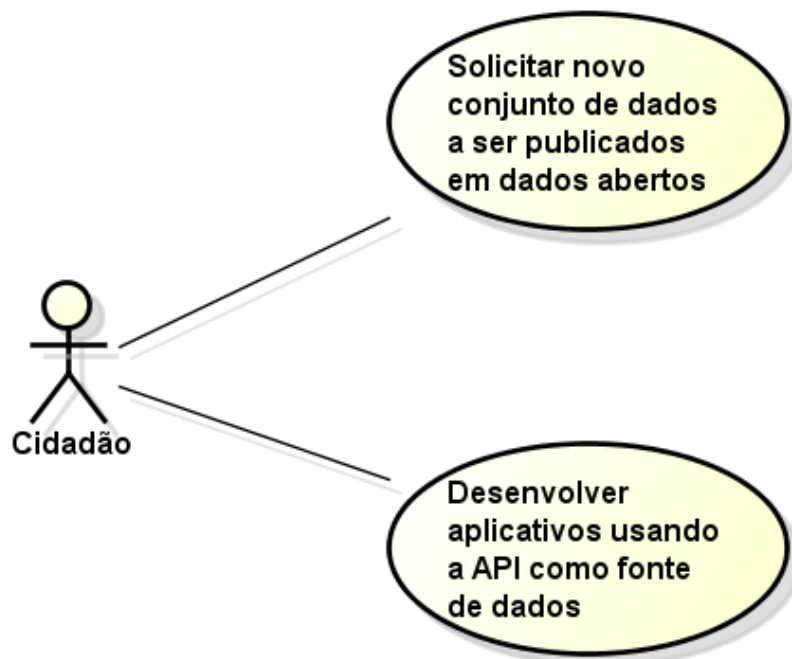 Solicitar novo
conjunto de dados
a ser publicados
em dados abertos
Cidadão
Desenvolver
aplicativos usando
a API como fonte
de dados